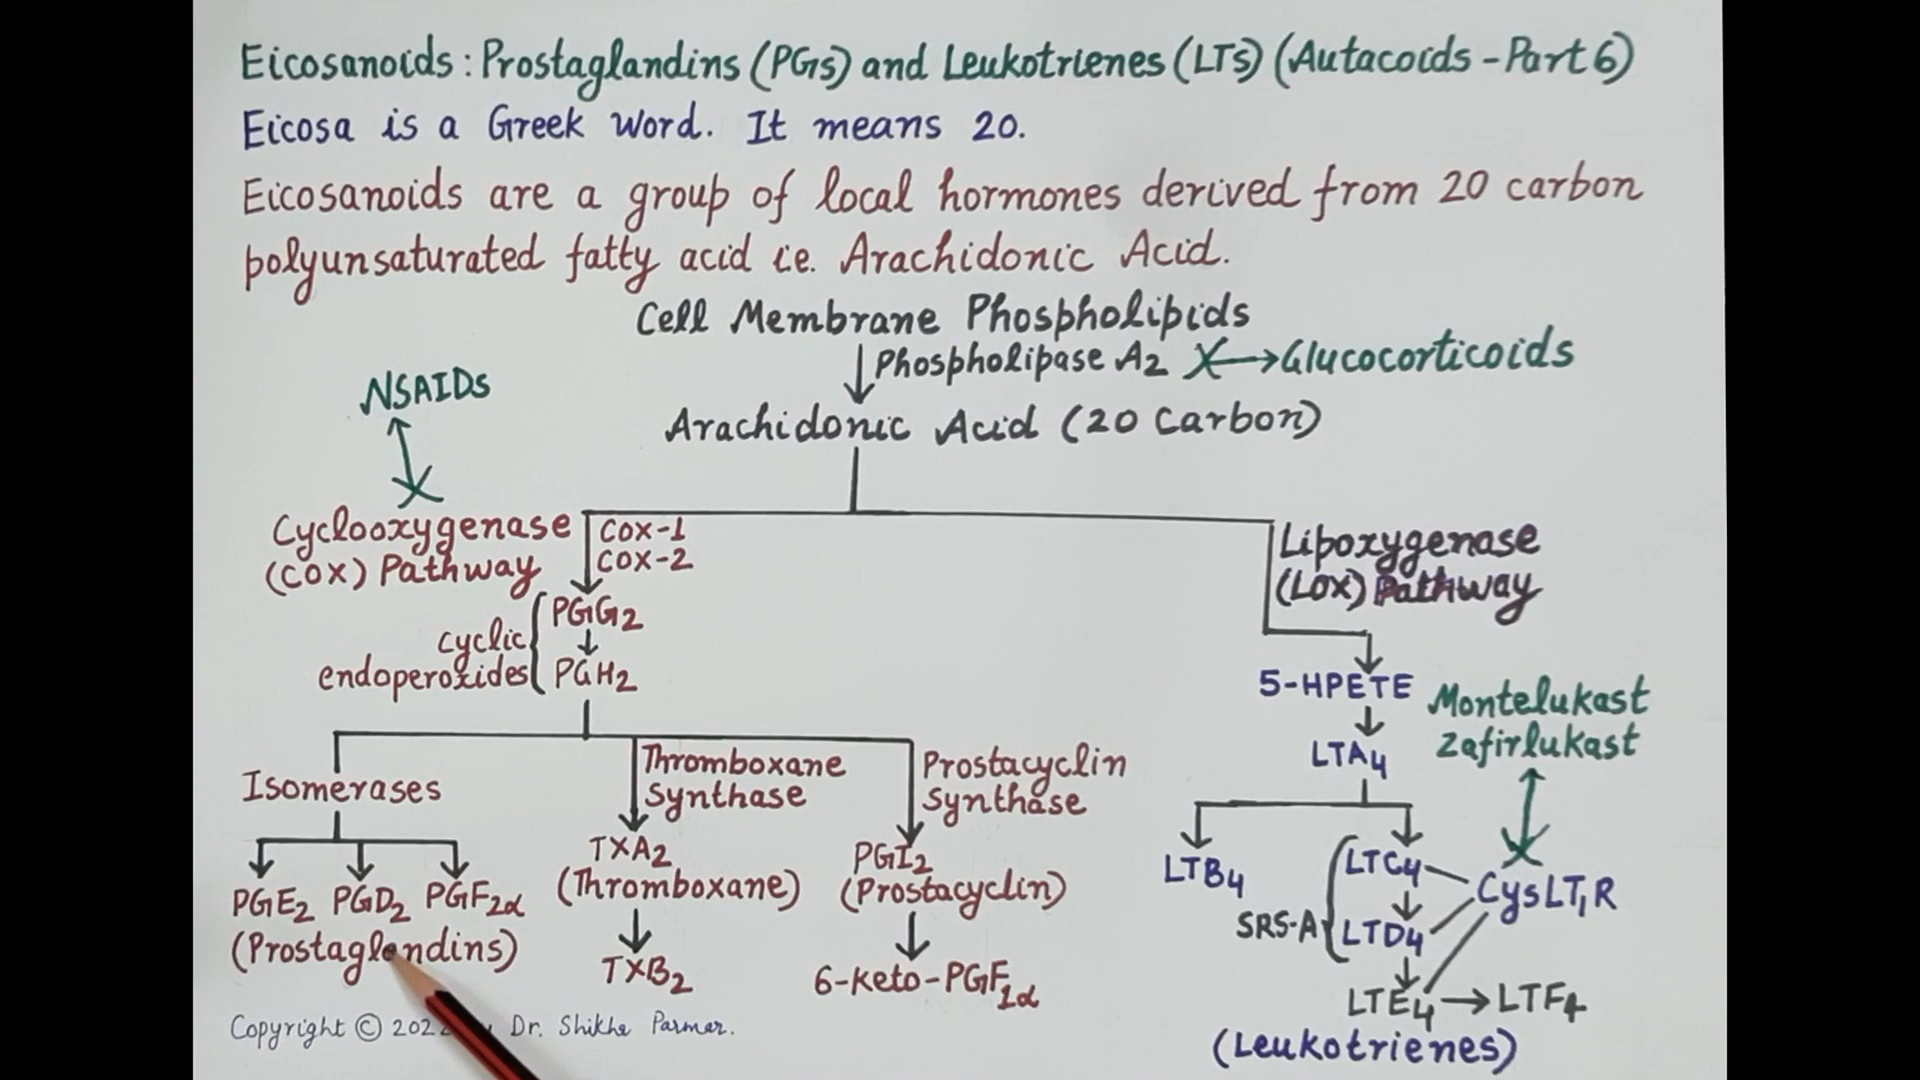 Eicosanoids: Prostaglandins (PGs) and Leukotrienes (LTs) (Autacoids - Part 6)
Eicosa is a Greek Word. It means 20.
Eicosanoids are a group of local hormones derived from 20 carbon
polyunsaturated fatty acid i.e. Arachidonic Acid.
Cell Membrane Phospholipids
Phospholipase A2 X Glucocorticoids
NSAIDs
Arachidonic Acid (20 Carbon)
X
Cyclooxygenase
(COX) Pathway
COX-1
COX-2
Lipoxygenase
(LOX) Pathway
cyclic
endoperoxides
PGG2
PGH2
5-HPETE
Montelukast
Zafirlukast
LTA4
Isomerases
Thromboxane
Synthase
Prostacyclin
Synthase
PGE2 PGD2 PGF2α
(Prostaglandins)
TXA2
(Thromboxane)
TXB2
PGI2
(Prostacyclin)
6-Keto-PGF1α
LTB4
SRS-A
LTC4
LTD4
LTE4 LTF4
X
CysLT1R
(Leukotrienes)
Copyright © Dr. Shikha Parmar.